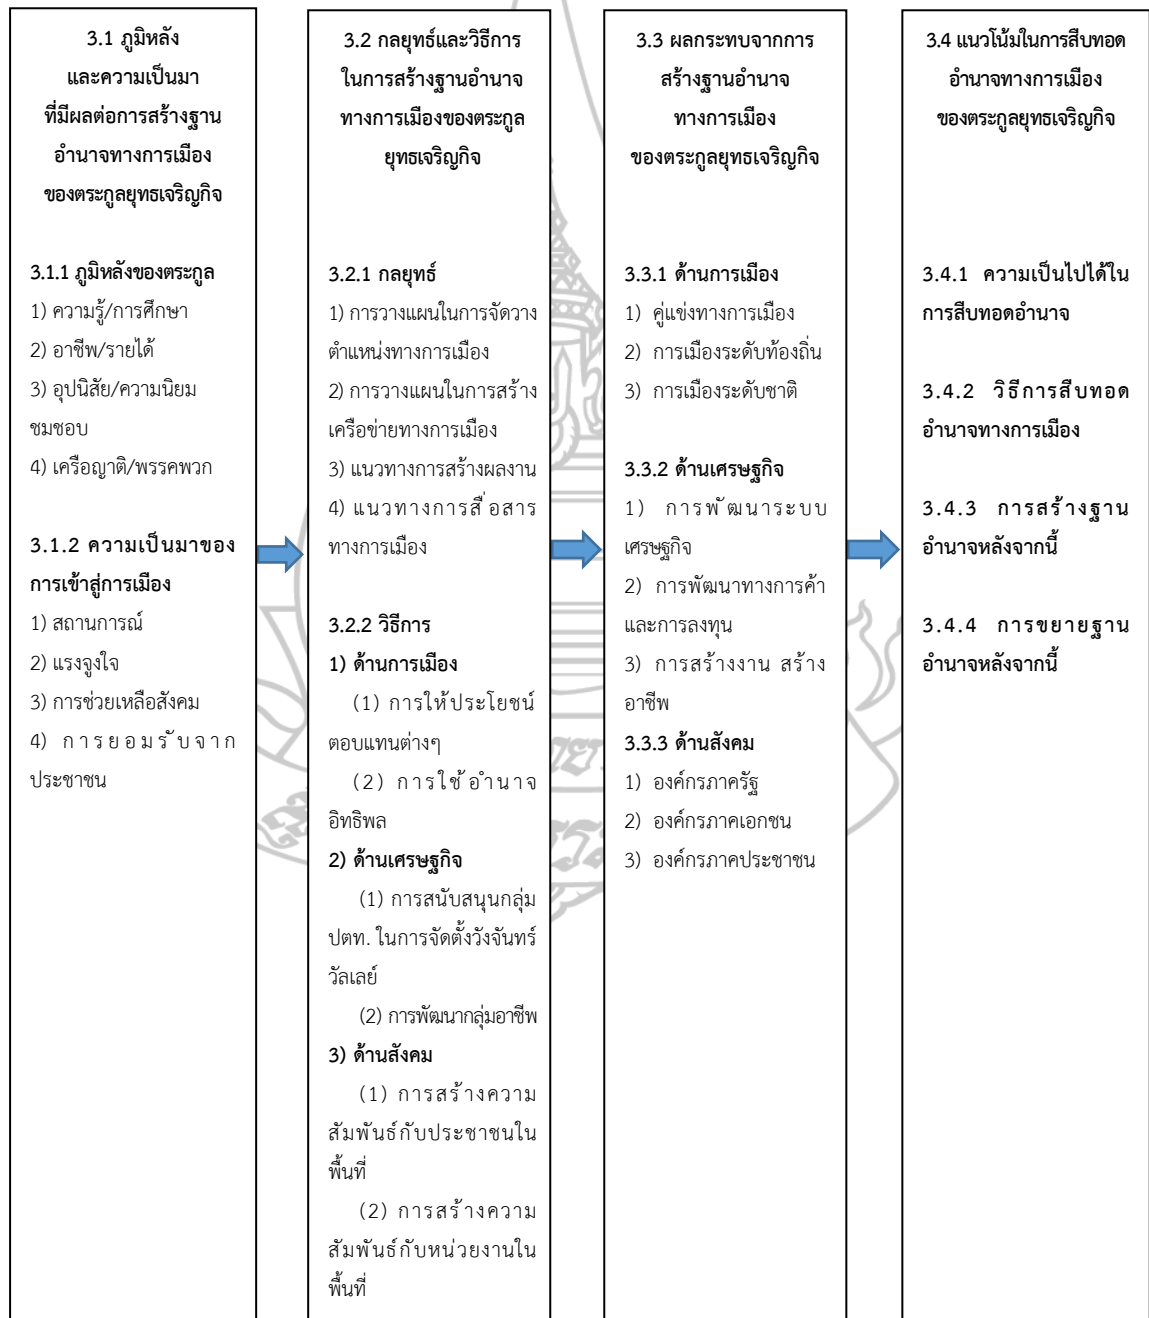 3.1 ภูมิหลัง
และความเป็นมา
ที่มีผลต่อการสร้างฐาน
อำนาจทางการเมือง
ของตระกูลยุทธเจริญกิจ
3.1.1 ภูมิหลังของตระกูล
1) ความรู้/การศึกษา
2) อาชีพ/รายได้
3) อุปนิสัย/ความนิยม
ชมชอบ
4) เครือญาติ/พรรคพวก
3.1.2 ความเป็นมาของ
การเข้าสู่การเมือง
1) สถานการณ์
2) แรงจูงใจ
3) การช่วยเหลือสังคม
4) การยอมรับจาก
ประชาชน
3.2 กลยุทธ์และวิธีการ
ในการสร้างฐานอำนาจ
ทางการเมืองของตระกูล
ยุทธเจริญกิจ
3.2.1 กลยุทธ์
1) การวางแผนในการจัดวาง
ตำแหน่งทางการเมือง
2) การวางแผนในการสร้าง
เครือข่ายทางการเมือง
3) แนวทางการสร้างผลงาน
4) แนวทางการสื่อสาร
ทางการเมือง
3.2.2 วิธีการ
1) ด้านการเมือง
(1) การให้ประโยชน์
ตอบแทนต่างๆ
(2) การใช้อำนาจ
อิทธิพล
2) ด้านเศรษฐกิจ
(1) การสนับสนุนกลุ่ม
ปตท. ในการจัดตั้งวังจันทร์
วัลเลย์
(2) การพัฒนากลุ่มอาชีพ
3) ด้านสังคม
(1) การสร้างความ
สัมพันธ์กับประชาชนใน
พื้นที่
(2) การสร้างความ
สัมพันธ์กับหน่วยงานใน
พื้นที่
3.3 ผลกระทบจากการ
สร้างฐานอำนาจ
ทางการเมือง
ของตระกูลยุทธเจริญกิจ
3.3.1 ด้านการเมือง
1) คู่แข่งทางการเมือง
2) การเมืองระดับท้องถิ่น
3) การเมืองระดับชาติ
3.3.2 ด้านเศรษฐกิจ
1) การพัฒนาระบบ
เศรษฐกิจ
2) การพัฒนาทางการค้า
และการลงทุน
3) การสร้างงาน สร้าง
อาชีพ
3.3.3 ด้านสังคม
1) องค์กรภาครัฐ
2) องค์กรภาคเอกชน
3) องค์กรภาคประชาชน
3.4 แนวโน้มในการสืบทอด
อำนาจทางการเมือง
ของตระกูลยุทธเจริญกิจ
3.4.1 ความเป็นไปได้ใน
การสืบทอดอำนาจ
3.4.2 วิธีการสืบทอด
อำนาจทางการเมือง
3.4.3 การสร้างฐาน
อำนาจหลังจากนี้
3.4.4 การขยายฐาน
อำนาจหลังจากนี้